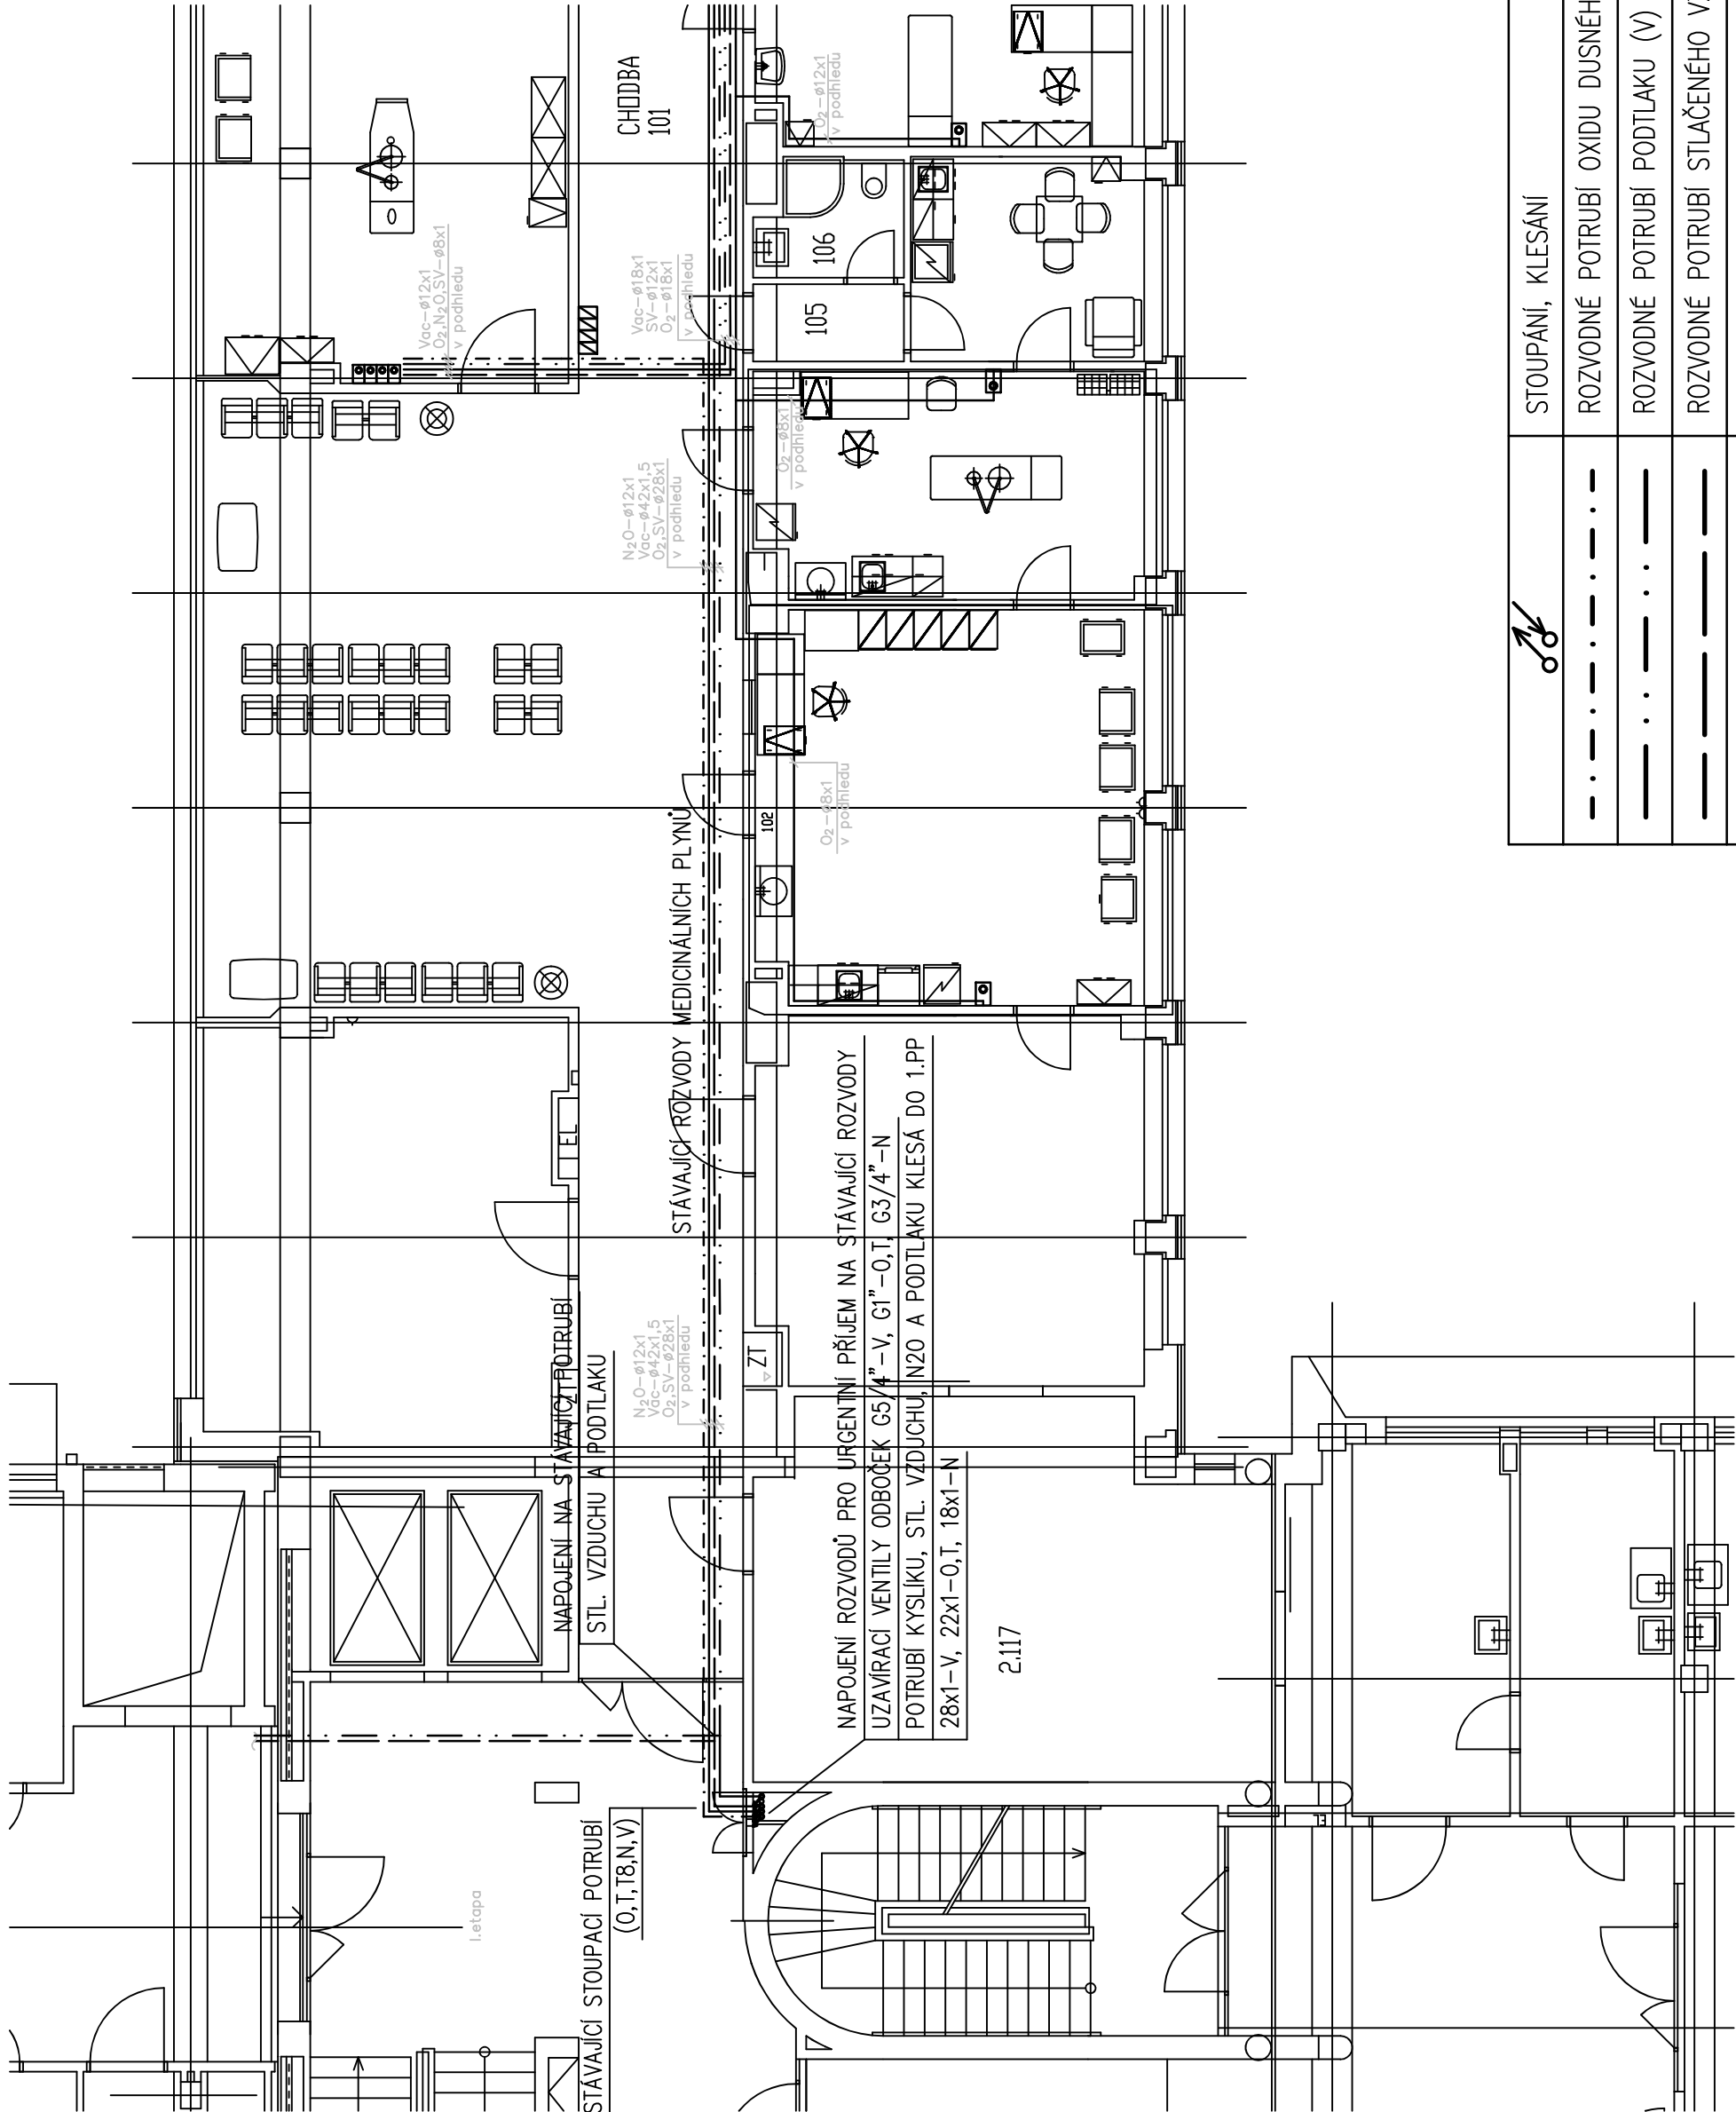 CHODBA
101
O₂-ø12x1
v podhledu
Vac-ø12x1
O₂,N₂O,SV-ø8x1
v podhledu
Vac-ø18x1
SV-ø12x1
O₂-ø18x1
v podhledu
106
105
N₂O-ø12x1
Vac-ø42x1,5
O₂,SV-ø28x1
v podhledu
O₂-ø8x1
v podhledu
O₂-ø8x1
v podhledu
102
STÁVAJÍCÍ ROZVODY MEDICINÁLNÍCH PLYNŮ
EL
ZT
N₂O-ø12x1
Vac-ø42x1,5
O₂,SV-ø28x1
v podhledu
NAPOJENÍ NA STÁVAJÍCÍ POTRUBÍ
STL. VZDUCHU A PODTLAKU
NAPOJENÍ ROZVODŮ PRO URGENTNÍ PŘÍJEM NA STÁVAJÍCÍ ROZVODY
UZAVÍRACÍ VENTILY ODBOČEK G5/4"-V, G1"-O,T, G3/4"-N
POTRUBÍ KYSLÍKU, STL. VZDUCHU, N2O A PODTLAKU KLESÁ DO 1.PP
28x1-V, 22x1-O,T, 18x1-N
2.117
STÁVAJÍCÍ STOUPACÍ POTRUBÍ
(O,T,T8,N,V)
I.etapa
STOUPÁNÍ, KLESÁNÍ
ROZVODNÉ POTRUBÍ OXIDU DUSNÉH
ROZVODNÉ POTRUBÍ PODTLAKU (V)
ROZVODNÉ POTRUBÍ STLAČENÉHO V